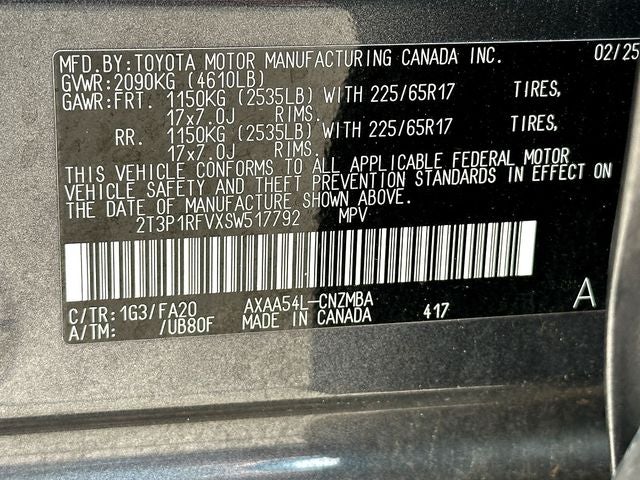 MFD.BY:TOYOTA MOTOR MANUFACTURING CANADA INC. 02/25
GVWR:2090KG (4610LB)
GAWR:FRT. 1150KG (2535LB) WITH 225/65R17 TIRES,
17x7.0J RIMS.
RR. 1150KG (2535LB) WITH 225/65R17 TIRES,
17x7.0J RIMS.
THIS VEHICLE CONFORMS TO ALL APPLICABLE FEDERAL MOTOR
VEHICLE SAFETY AND THEFT PREVENTION STANDARDS IN EFFECT ON
THE DATE OF MANUFACTURE SHOWN ABOVE.
2T3P1RFVXSW517792 MPV
C/TR:1G3/FA20 AXAA54L-CNZMBA A
A/TM: /UB80F MADE IN CANADA 417